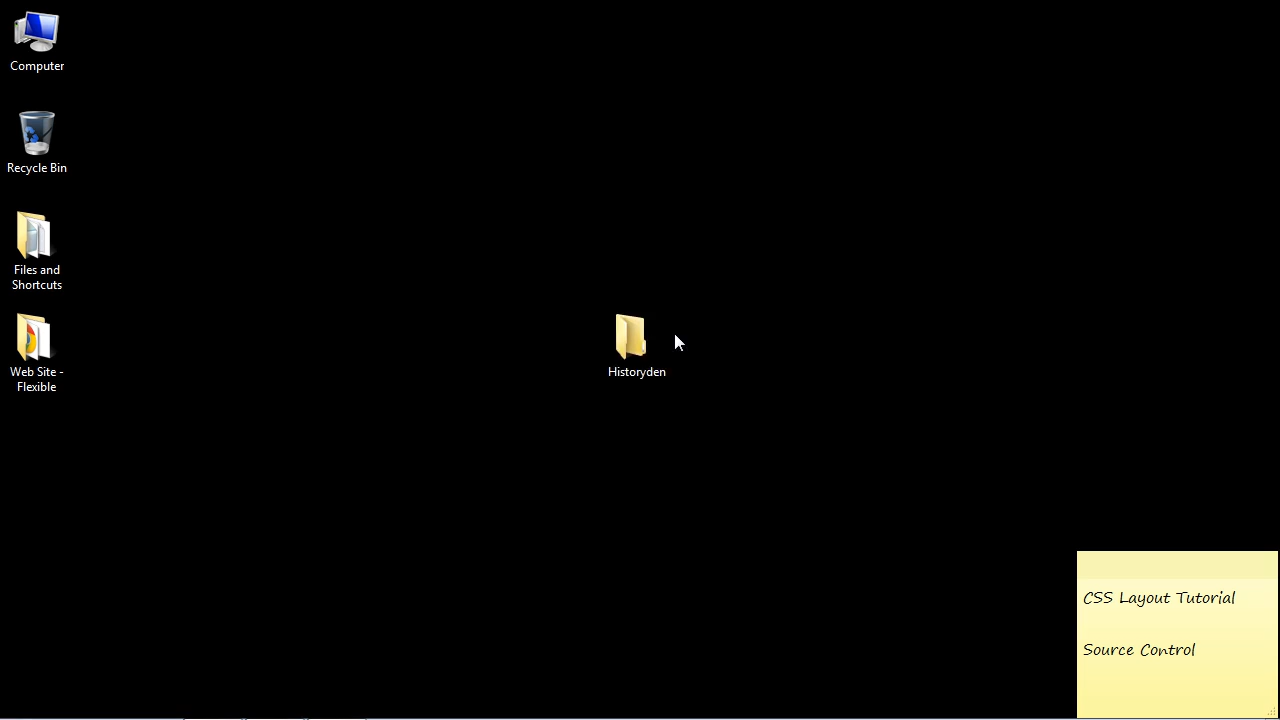 Computer
Recycle Bin
Files and
Shortcuts
Web Site -
Flexible
Historyden
CSS Layout Tutorial
Source Control